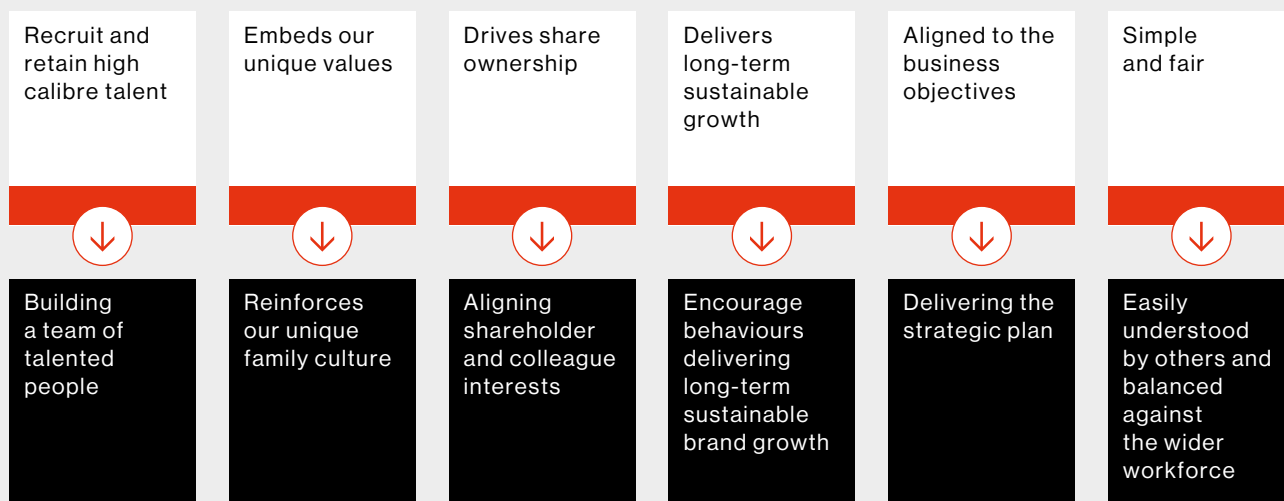 Recruit and
retain high
calibre talent
Embeds our
unique values
Drives share
ownership
Delivers
long-term
sustainable
growth
Aligned to the
business
objectives
Simple
and fair
Building
a team of
talented
people
Reinforces
our unique
family culture
Aligning
shareholder
and colleague
interests
Encourage
behaviours
delivering
long-term
sustainable
brand growth
Delivering the
strategic plan
Easily
understood
by others and
balanced
against
the wider
workforce